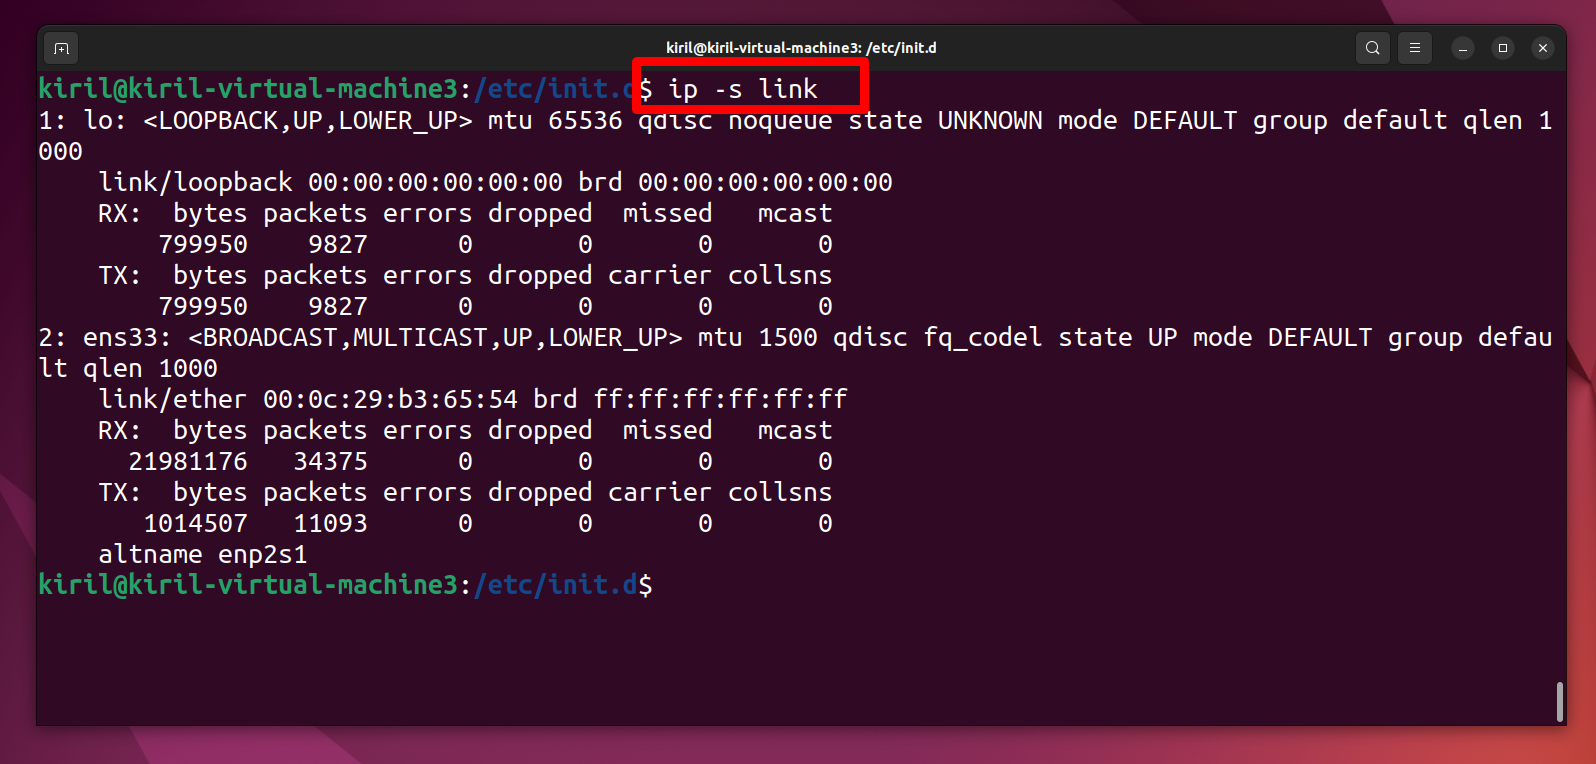 kiril@kiril-virtual-machine3: /etc/init.d
kiril@kiril-virtual-machine3:/etc/init.d$ ip -s link
1: lo: <LOOPBACK,UP,LOWER_UP> mtu 65536 qdisc noqueue state UNKNOWN mode DEFAULT group default qlen 1
000
    link/loopback 00:00:00:00:00:00 brd 00:00:00:00:00:00
    RX:  bytes packets errors dropped  missed   mcast
        799950    9827      0       0       0       0
    TX:  bytes packets errors dropped carrier collsns
        799950    9827      0       0       0       0
2: ens33: <BROADCAST,MULTICAST,UP,LOWER_UP> mtu 1500 qdisc fq_codel state UP mode DEFAULT group defau
lt qlen 1000
    link/ether 00:0c:29:b3:65:54 brd ff:ff:ff:ff:ff:ff
    RX:  bytes packets errors dropped  missed   mcast
      21981176   34375      0       0       0       0
    TX:  bytes packets errors dropped carrier collsns
       1014507   11093      0       0       0       0
    altname enp2s1
kiril@kiril-virtual-machine3:/etc/init.d$